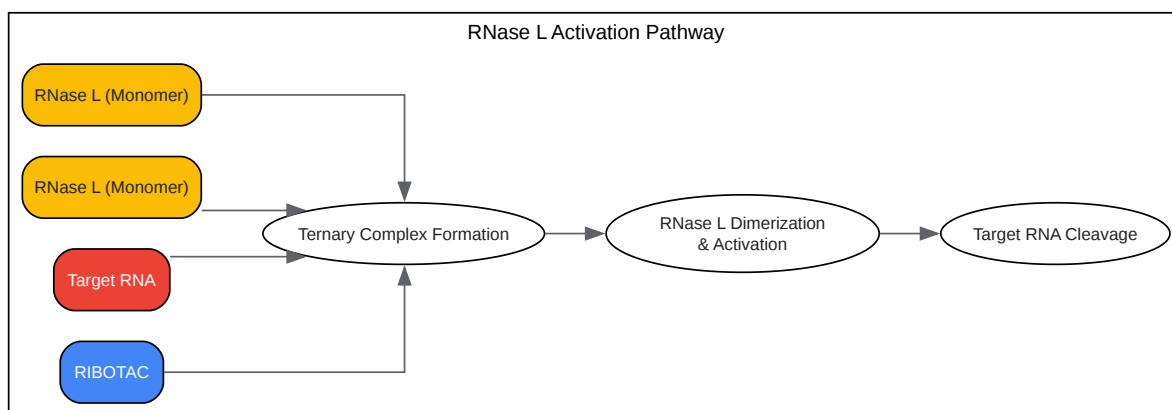 RNase L Activation Pathway
RNase L (Monomer)
RNase L (Monomer)
Target RNA
RIBOTAC
Ternary Complex Formation
RNase L Dimerization
& Activation
Target RNA Cleavage